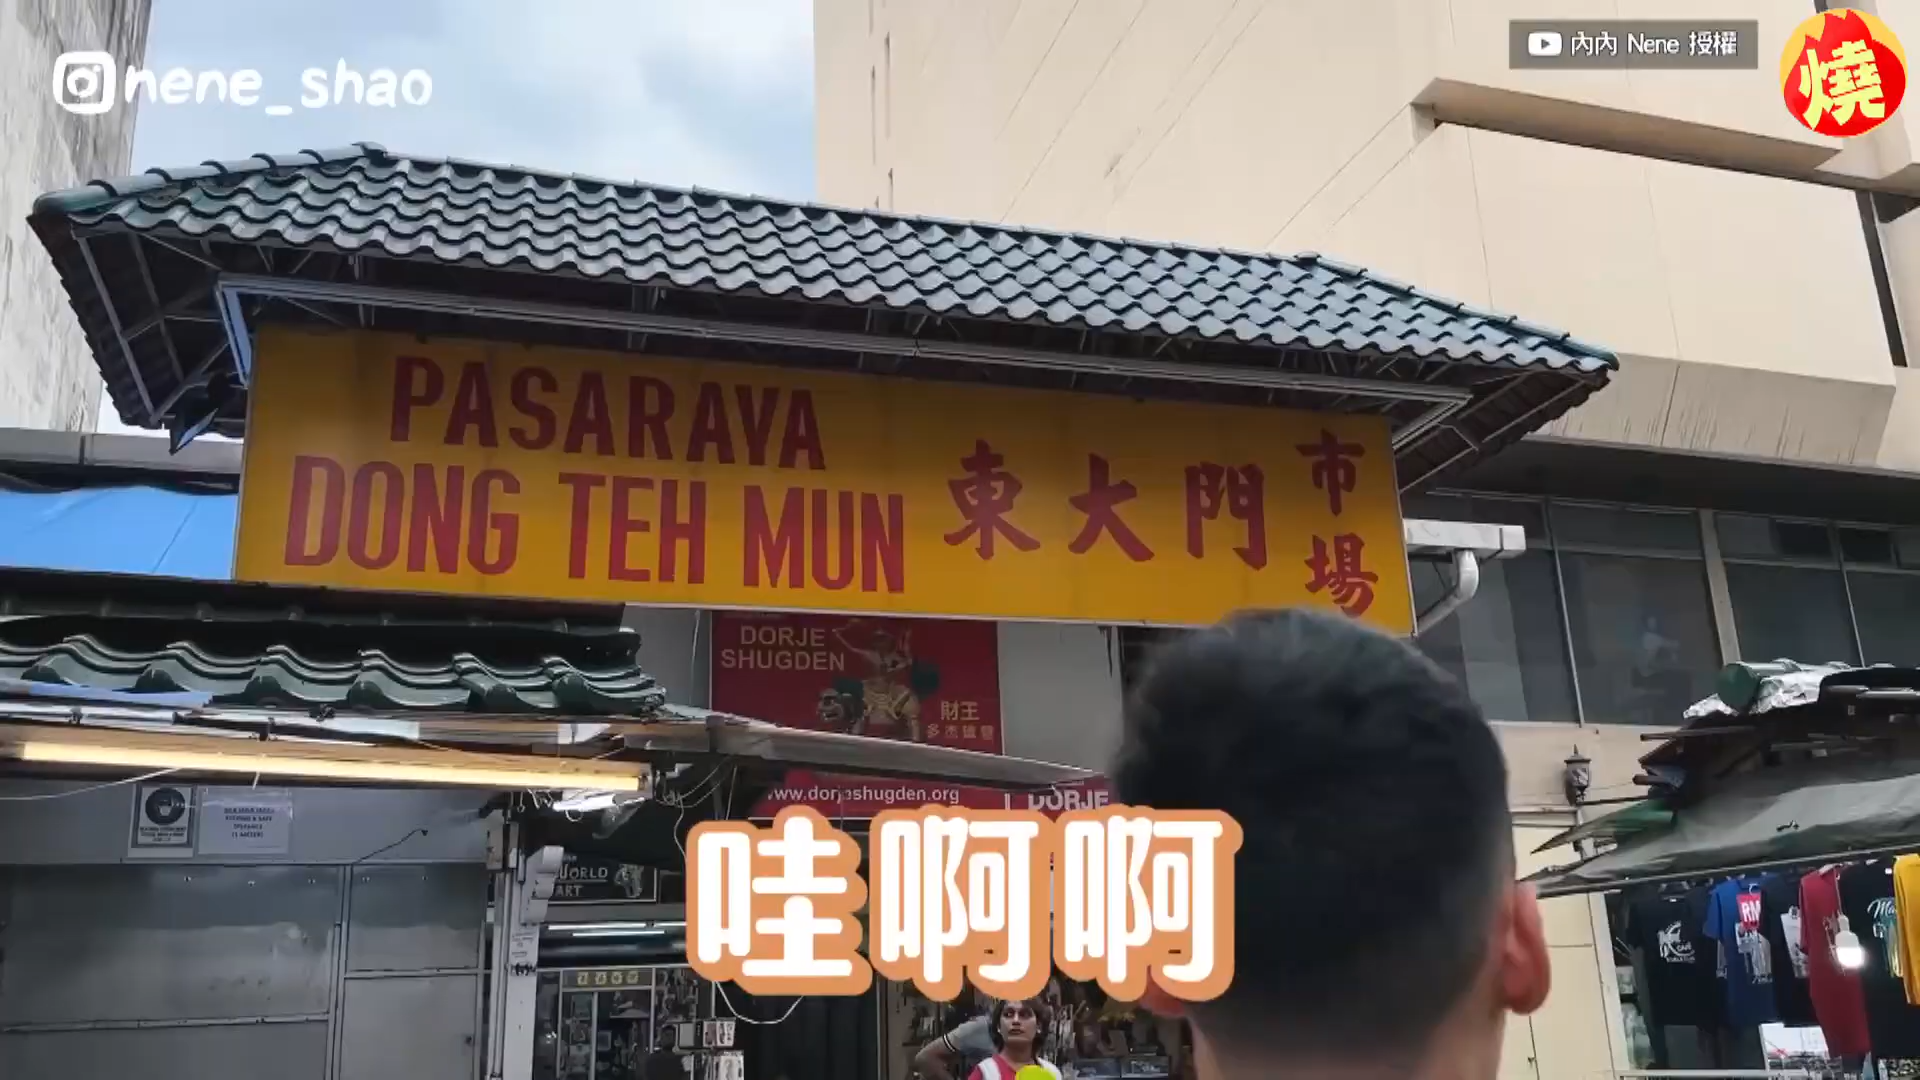 nene_shao
內內 Nene 授權
燒
PASARAYA
DONG TEH MUN
東大門
市場
DORJE
SHUGDEN
財王
www.dorjeshugden.org
DORJE
哇啊啊